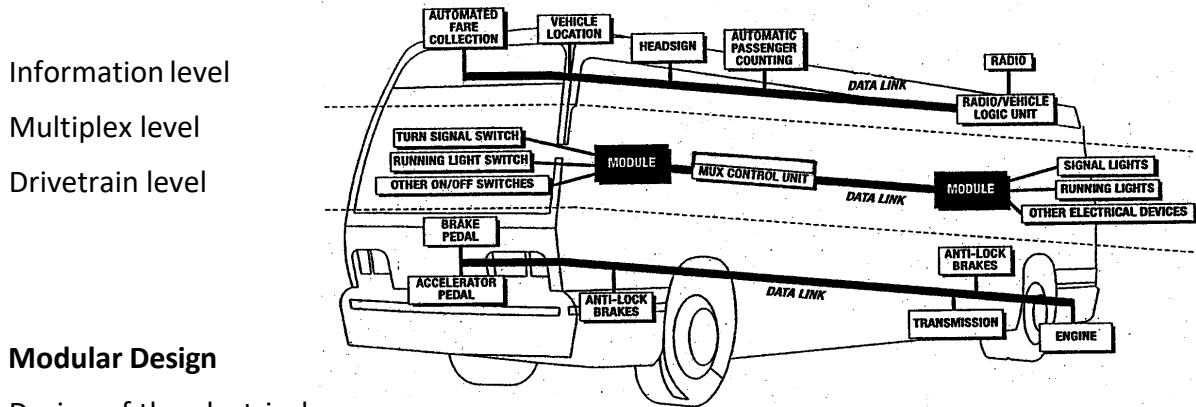 Information level
Multiplex level
Drivetrain level
AUTOMATED
FARE
COLLECTION
VEHICLE
LOCATION
HEADSIGN
AUTOMATIC
PASSENGER
COUNTING
RADIO
DATA LINK
RADIO/VEHICLE
LOGIC UNIT
TURN SIGNAL SWITCH
RUNNING LIGHT SWITCH
OTHER ON/OFF SWITCHES
MODULE
MUX CONTROL UNIT
DATA LINK
MODULE
SIGNAL LIGHTS
RUNNING LIGHTS
OTHER ELECTRICAL DEVICES
BRAKE
PEDAL
ACCELERATOR
PEDAL
ANTI-LOCK
BRAKES
DATA LINK
ANTI-LOCK
BRAKES
TRANSMISSION
ENGINE
Modular Design